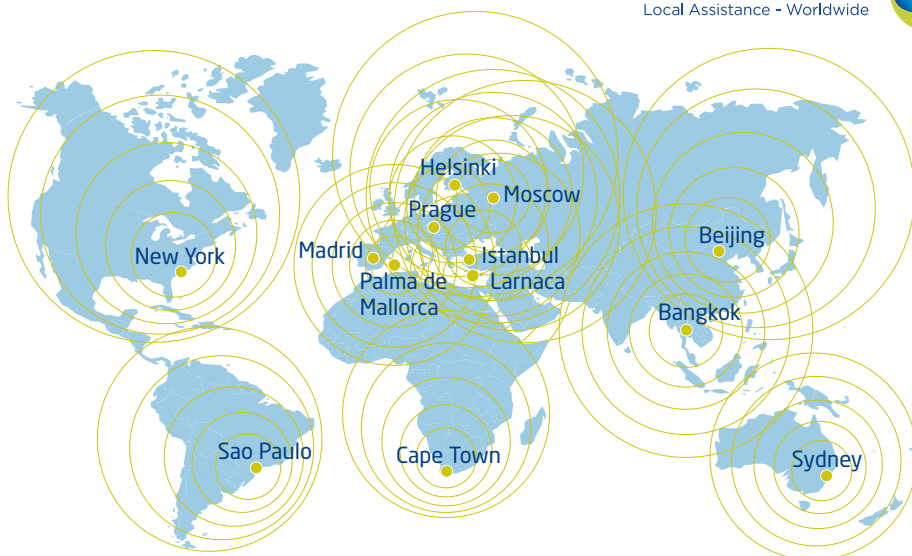 Local Assistance - Worldwide
Helsinki
Moscow
Prague
New York
Madrid
Istanbul
Beijing
Palma de
Mallorca
Larnaca
Bangkok
Sao Paulo
Cape Town
Sydney